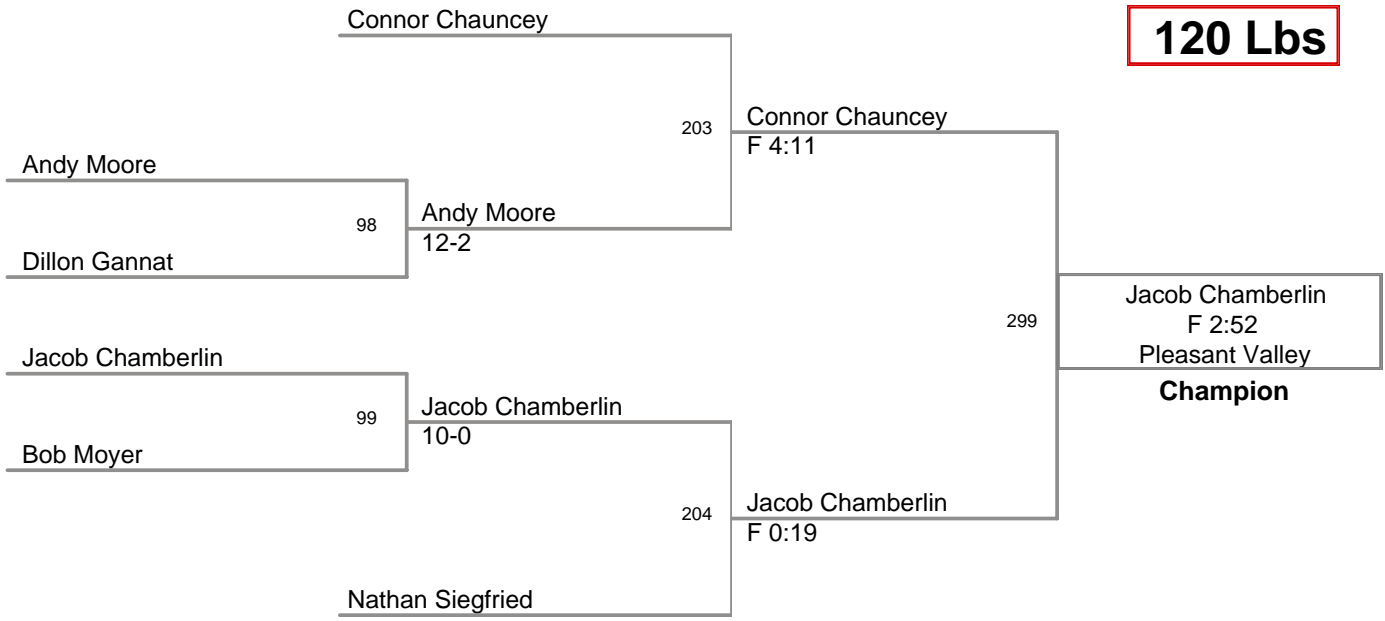 Connor Chauncey
120 Lbs
203
Connor Chauncey
F 4:11
Andy Moore
98
Andy Moore
12-2
Dillon Gannat
299
Jacob Chamberlin
F 2:52
Pleasant Valley
Champion
Jacob Chamberlin
99
Jacob Chamberlin
10-0
Bob Moyer
204
Jacob Chamberlin
F 0:19
Nathan Siegfried